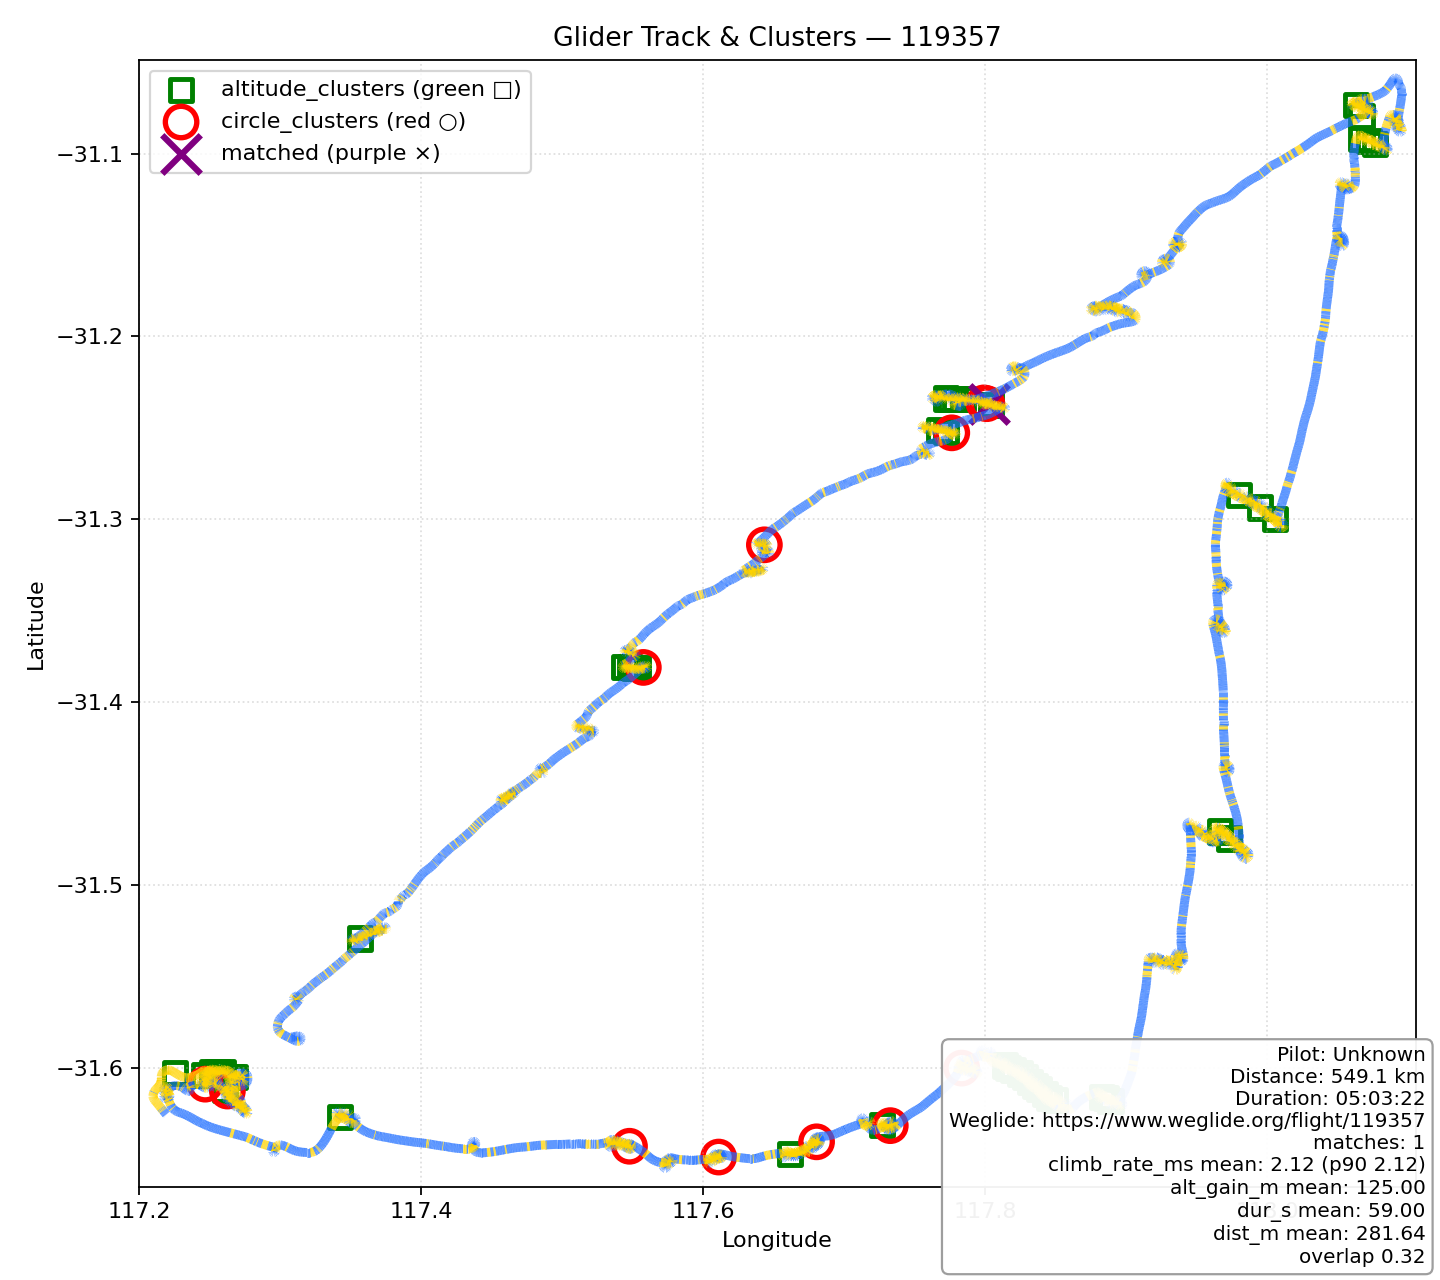 Glider Track & Clusters — 119357
altitude_clusters (green □)
circle_clusters (red ○)
matched (purple ×)
−31.1
−31.2
−31.3
−31.4
−31.5
−31.6
Latitude
117.2
117.4
117.6
117.8
Longitude
Pilot: Unknown
Distance: 549.1 km
Duration: 05:03:22
Weglide: https://www.weglide.org/flight/119357
matches: 1
climb_rate_ms mean: 2.12 (p90 2.12)
alt_gain_m mean: 125.00
dur_s mean: 59.00
dist_m mean: 281.64
overlap 0.32